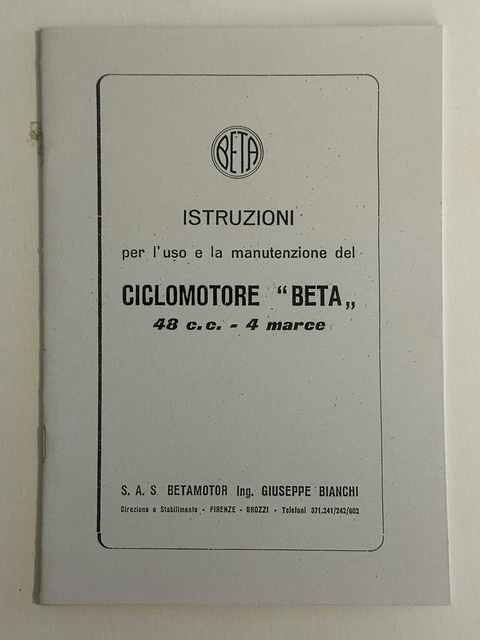 BETA
ISTRUZIONI
per l'uso e la manutenzione del
CICLOMOTORE “BETA„
48 c.c. - 4 marce
S. A. S. BETAMOTOR Ing. GIUSEPPE BIANCHI
Direzione e Stabilimento - FIRENZE - BROZZI - Telefoni 371.241/242/602